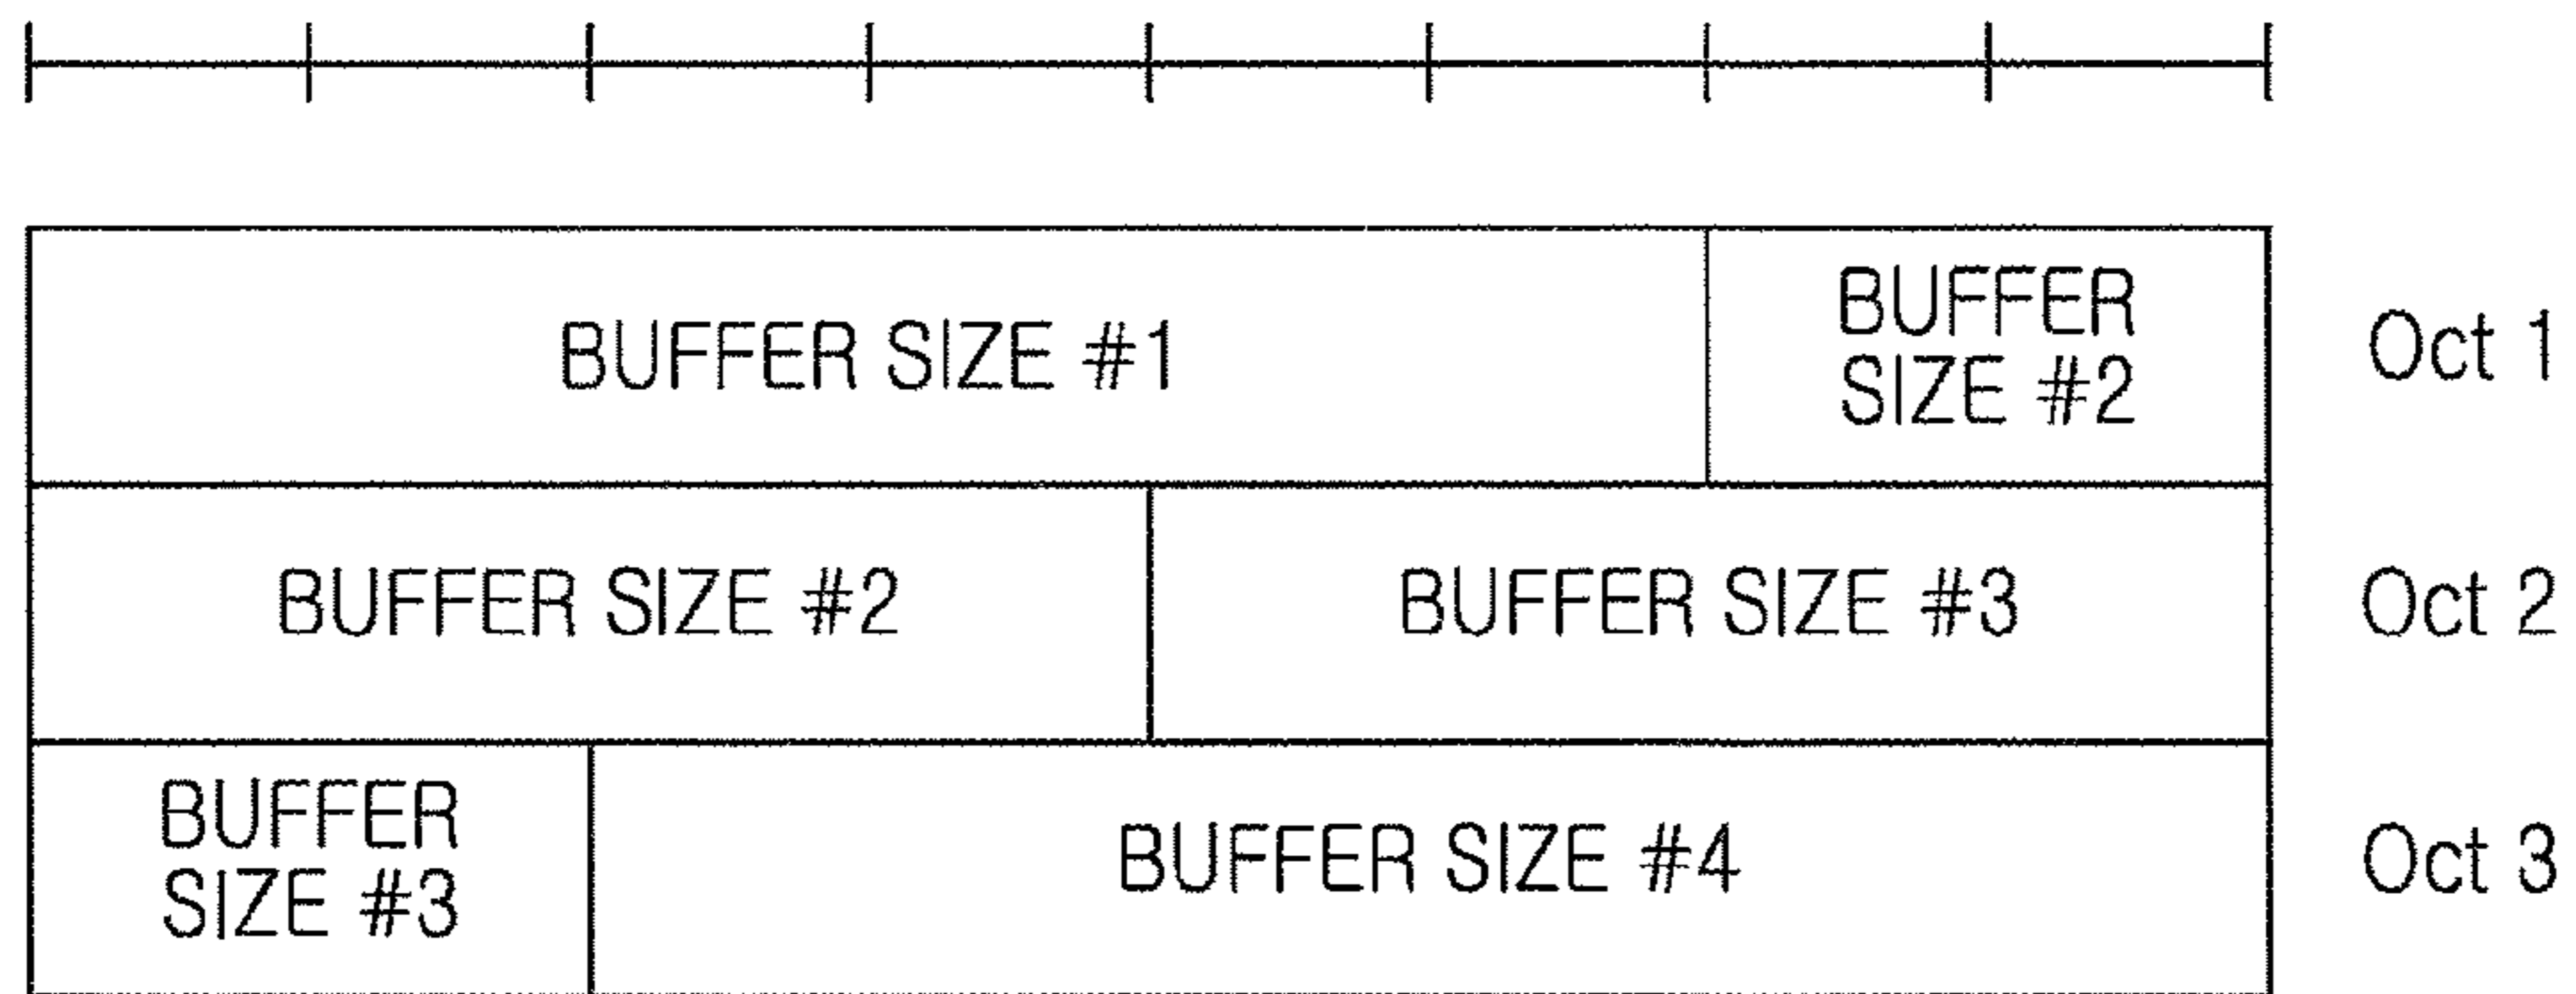 BUFFER SIZE #1
BUFFER
SIZE #2
Oct 1
BUFFER SIZE #2
BUFFER SIZE #3
Oct 2
BUFFER
SIZE #3
BUFFER SIZE #4
Oct 3